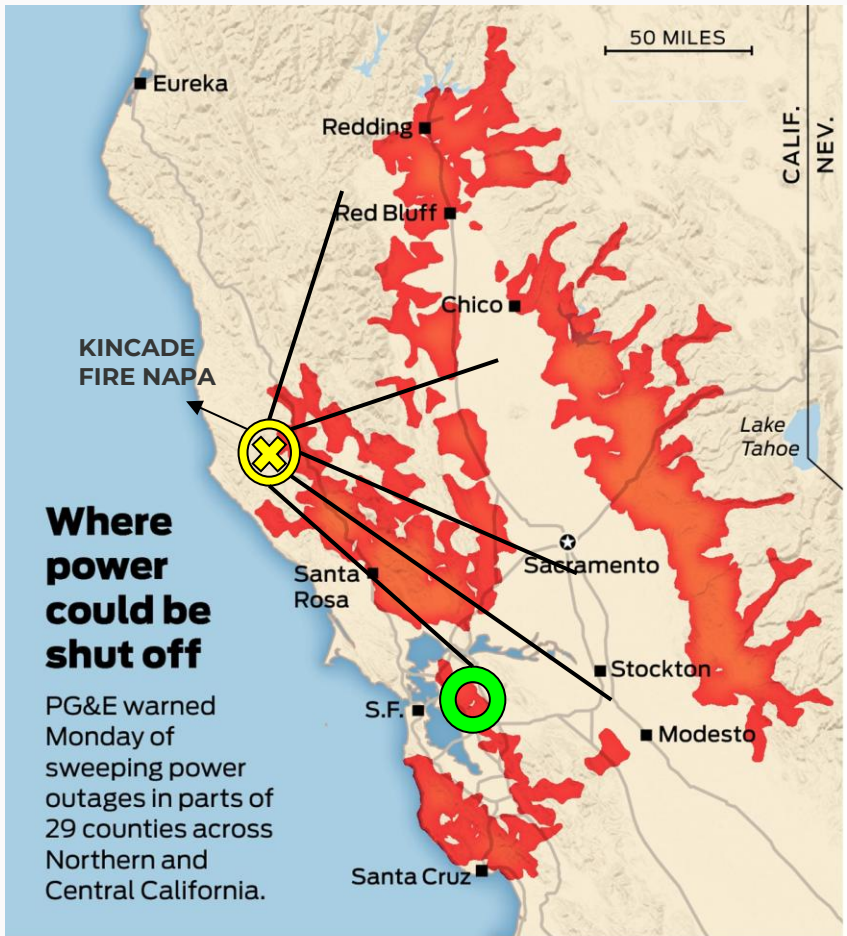 50 MILES
Eureka
CALIF.
NEV.
Redding
Red Bluff
Chico
KINCADE
FIRE NAPA
Lake
Tahoe
Where
power
could be
shut off
Sacramento
Santa
Rosa
PG&E warned
Monday of
sweeping power
outages in parts of
29 counties across
Northern and
Central California.
Stockton
S.F.
Modesto
Santa Cruz